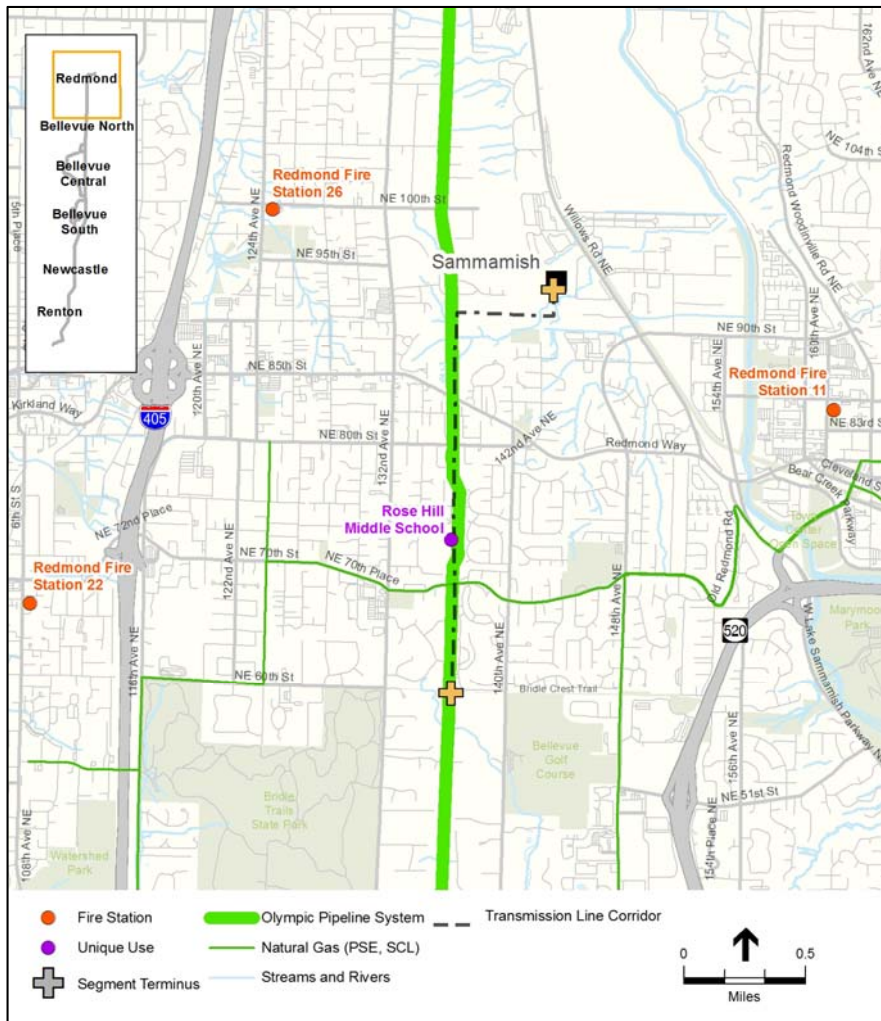 Redmond
Bellevue North
Bellevue
Central
Bellevue
South
Newcastle
Renton
5th Place
124th Ave NE
Redmond Fire
Station 26
NE 100th St
NE 95th St
Sammamish
Willows Rd NE
162nd Ave NE
NE 104th St
Redmond Woodinville Rd NE
160th Ave NE
NE 90th St
Redmond Fire
Station 11
154th Ave NE
NE 83rd S
NE 85th St
120th Ave NE
Kirkland Way
405
132nd Ave NE
NE 80th St
142nd Ave NE
Redmond Way
Cleveland S
Bear Creek Parkway
Rose Hill
Middle School
6th St S
NE 72nd Place
NE 70th St
NE 70th Place
Redmond Fire
Station 22
122nd Ave NE
148th Ave NE
Old Redmond Rd
Open Space
Marymoor
Park
520
W Lake Sammamish Parkway N
116th Ave NE
NE 60th St
140th Ave NE
Bridle Crest Trail
Bellevue
Golf
Course
156th Ave NE
NE 51st St
154th Place NE
Bridle
Trails
State Park
108th Ave NE
Watershed
Park
Fire Station
Olympic Pipeline System
Transmission Line Corridor
Unique Use
Natural Gas (PSE, SCL)
Segment Terminus
Streams and Rivers
0
0.5
Miles